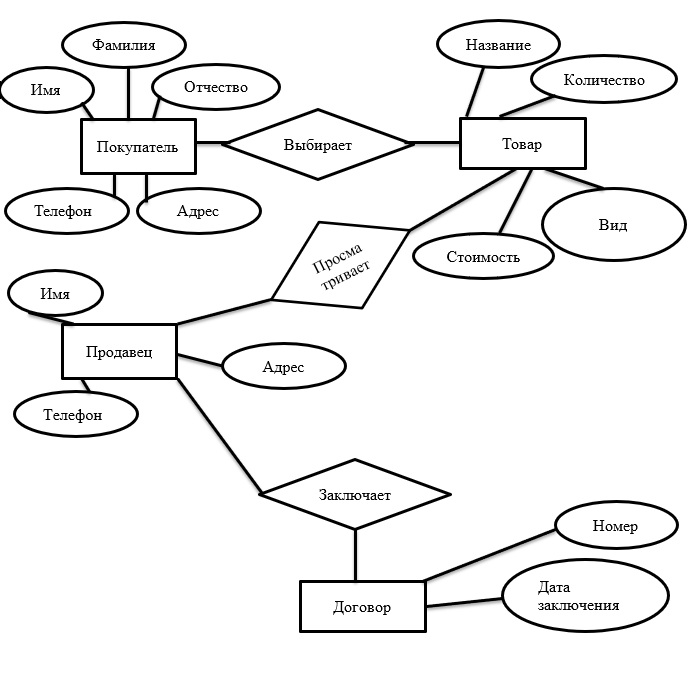 Фамилия
Название
Имя
Отчество
Количество
Покупатель
Выбирает
Товар
Телефон
Адрес
Вид
Стоимость
Просма
тривает
Имя
Продавец
Адрес
Телефон
Заключает
Номер
Дата
заключения
Договор